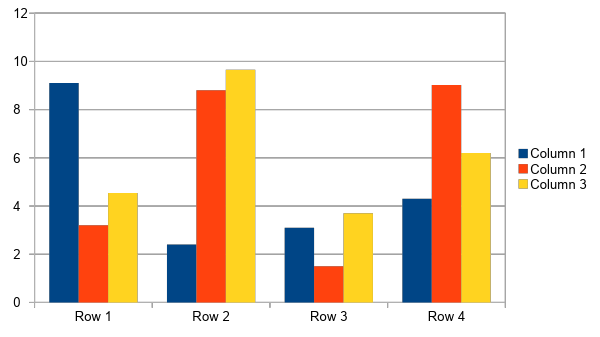 12
10
8
6
4
2
0
Row 1
Row 2
Row 3
Row 4
Column 1
Column 2
Column 3